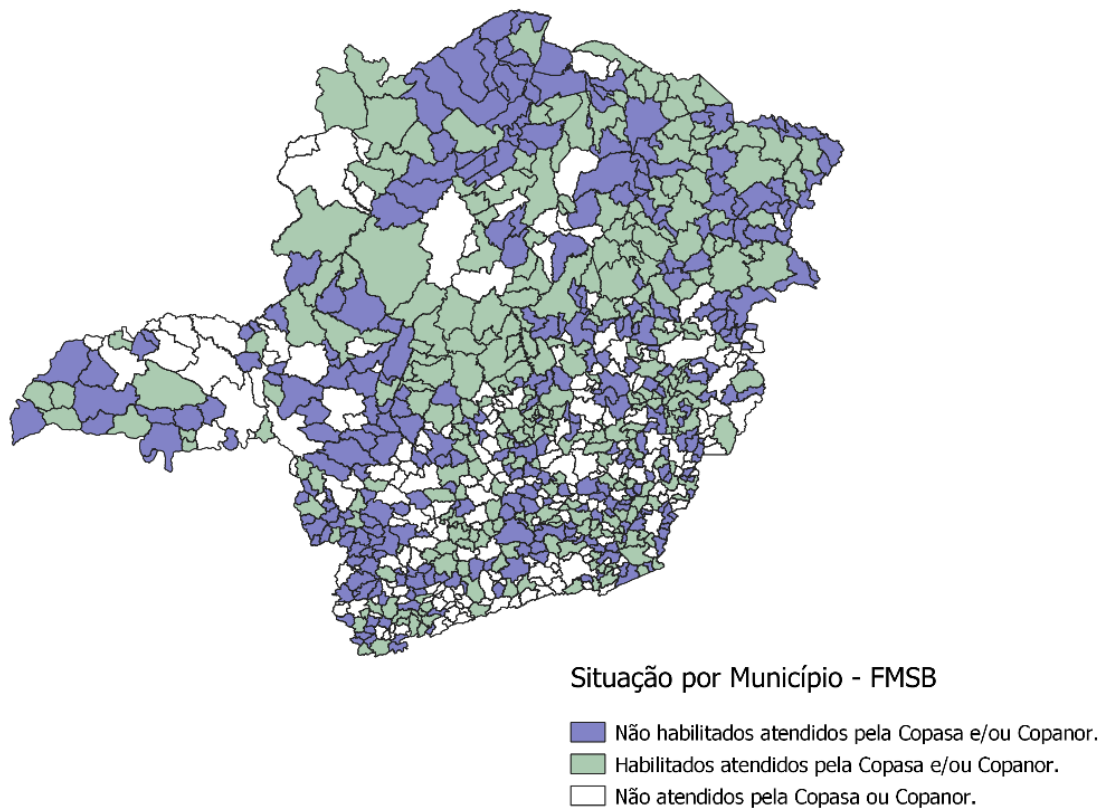 Situação por Município - FMSB
Não habilitados atendidos pela Copasa e/ou Copanor.
Habilitados atendidos pela Copasa e/ou Copanor.
Não atendidos pela Copasa ou Copanor.